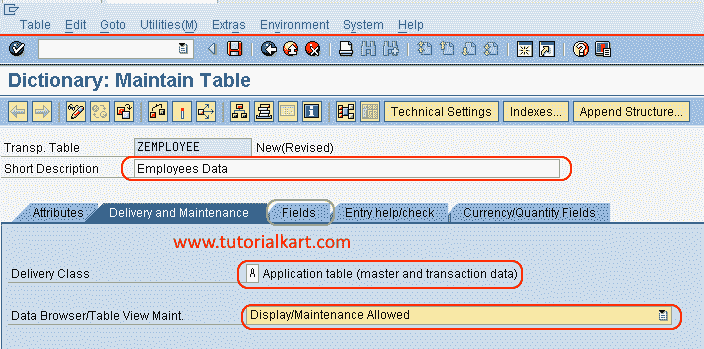 Table Edit Goto Utilities(M) Extras Environment System Help
Dictionary: Maintain Table
Technical Settings Indexes... Append Structure...
Transp. Table ZEMPLOYEE New(Revised)
Short Description Employees Data
Attributes Delivery and Maintenance Fields Entry help/check Currency/Quantity Fields
www.tutorialkart.com
Delivery Class A Application table (master and transaction data)
Data Browser/Table View Maint. Display/Maintenance Allowed